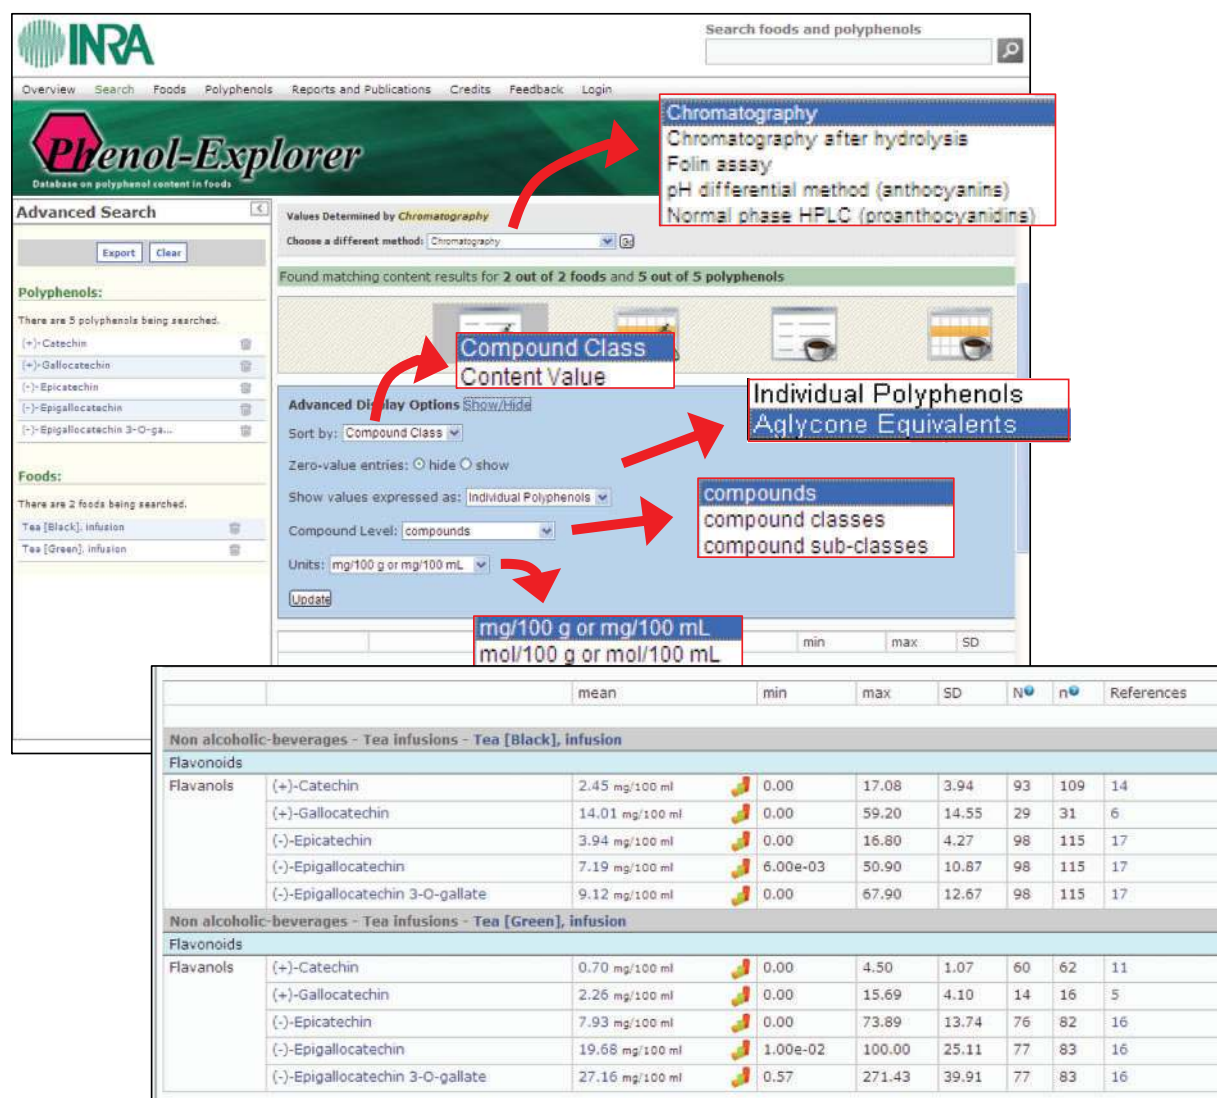 INRA
Search foods and polyphenols
Overview Search Foods Polyphenols Reports and Publications Credits Feedback Login
Phenol-Explorer
Database on polyphenol content in foods
Chromatography
Chromatography after hydrolysis
Folin assay
pH differential method (anthocyanins)
Normal phase HPLC (proanthocyanidins)
Advanced Search
Export Clear
Polyphenols:
There are 5 polyphenols being searched.
(+)-Catechin
(+)-Gallocatechin
(-)-Epicatechin
(-)-Epigallocatechin
(-)-Epigallocatechin 3-O-ga...
Foods:
There are 2 foods being searched.
Tea [Black], infusion
Tea [Green], infusion
Values Determined by Chromatography
Choose a different method: Chromatography Go
Found matching content results for 2 out of 2 foods and 5 out of 5 polyphenols
Compound Class
Content Value
Individual Polyphenols
Aglycone Equivalents
Advanced Display Options Show/Hide
Sort by: Compound Class
Zero-value entries: hide show
Show values expressed as: Individual Polyphenols
compounds
compound classes
compound sub-classes
Compound Level: compounds
Units: mg/100 g or mg/100 mL
Update
mg/100 g or mg/100 mL
mol/100 g or mol/100 mL
min max SD
mean min max SD N n References
Non alcoholic-beverages - Tea infusions - Tea [Black], infusion
Flavonoids
Flavanols (+)-Catechin 2.45 mg/100 ml 0.00 17.08 3.94 93 109 14
(+)-Gallocatechin 14.01 mg/100 ml 0.00 59.20 14.55 29 31 6
(-)-Epicatechin 3.94 mg/100 ml 0.00 16.80 4.27 98 115 17
(-)-Epigallocatechin 7.19 mg/100 ml 6.00e-03 50.90 10.87 98 115 17
(-)-Epigallocatechin 3-O-gallate 9.12 mg/100 ml 0.00 67.90 12.67 98 115 17
Non alcoholic-beverages - Tea infusions - Tea [Green], infusion
Flavonoids
Flavanols (+)-Catechin 0.70 mg/100 ml 0.00 4.50 1.07 60 62 11
(+)-Gallocatechin 2.26 mg/100 ml 0.00 15.69 4.10 14 16 5
(-)-Epicatechin 7.93 mg/100 ml 0.00 73.89 13.74 76 82 16
(-)-Epigallocatechin 19.68 mg/100 ml 1.00e-02 100.00 25.11 77 83 16
(-)-Epigallocatechin 3-O-gallate 27.16 mg/100 ml 0.57 271.43 39.91 77 83 16